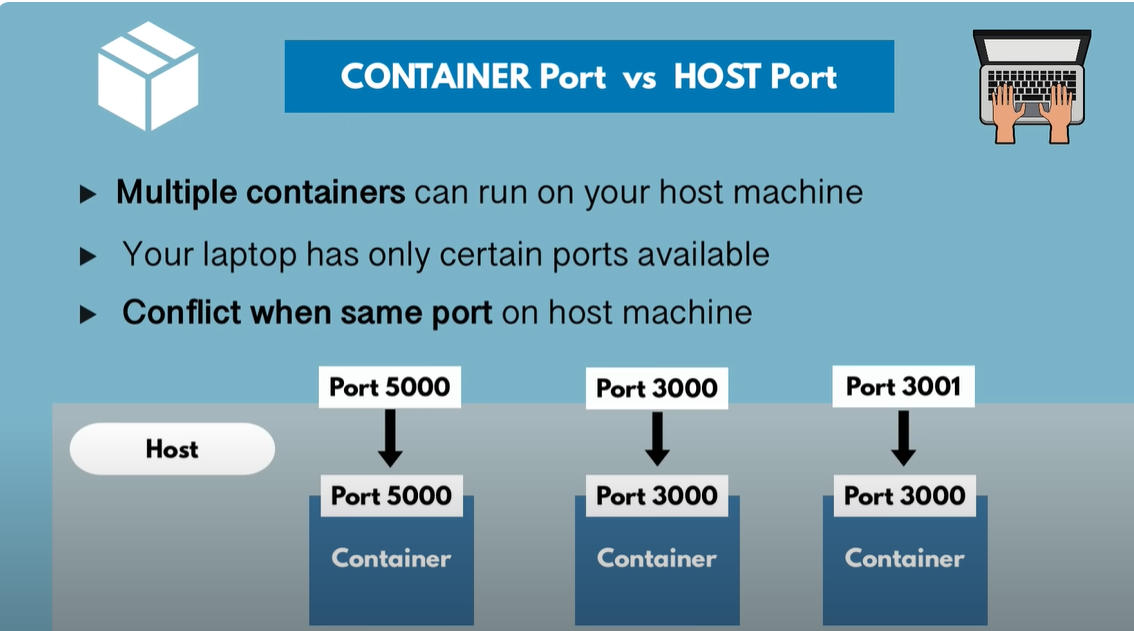 CONTAINER Port vs HOST Port
Multiple containers can run on your host machine
Your laptop has only certain ports available
Conflict when same port on host machine
Port 5000
Port 3000
Port 3001
Host
Port 5000
Port 3000
Port 3000
Container
Container
Container